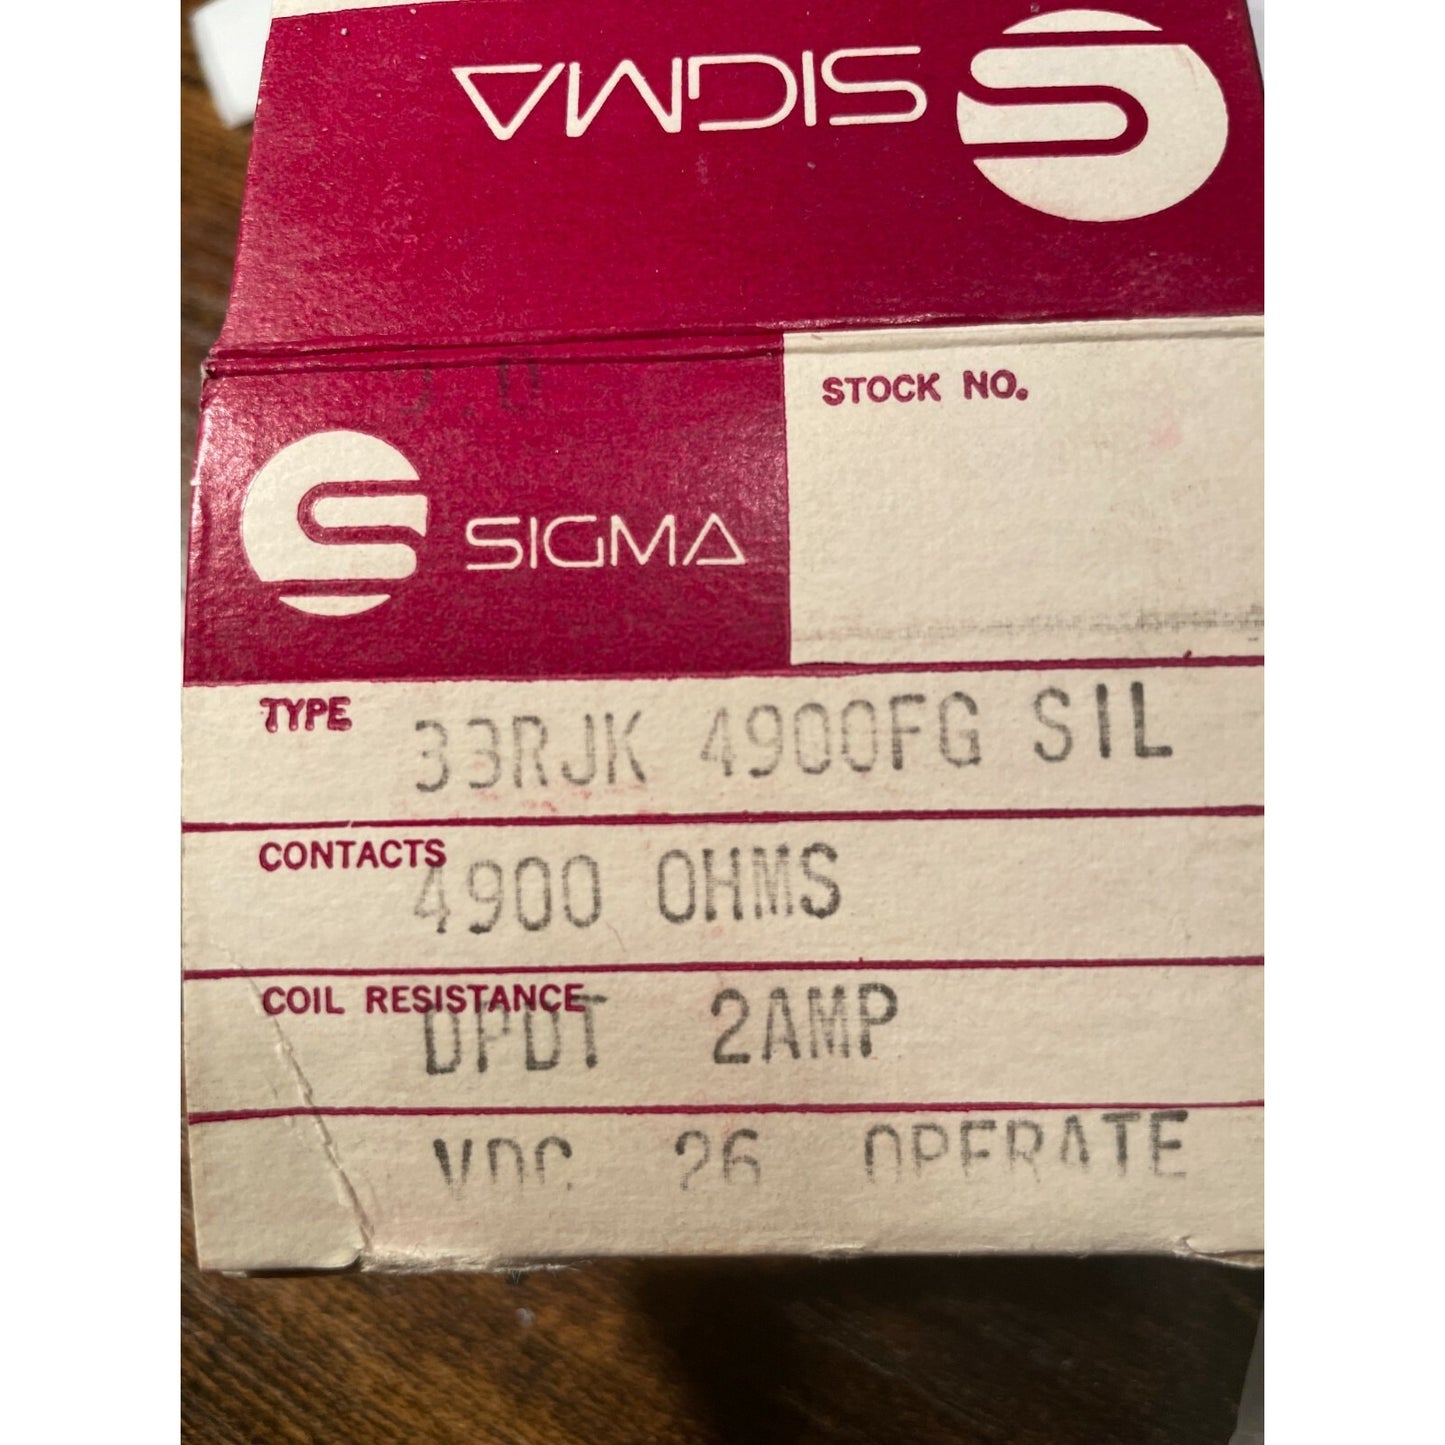 SIGMA
SIGMA
STOCK NO.
TYPE 33RJK 4900FG SIL
CONTACTS 4900 OHMS
COIL RESISTANCE DPDT 2AMP
VDC 26 OPERATE